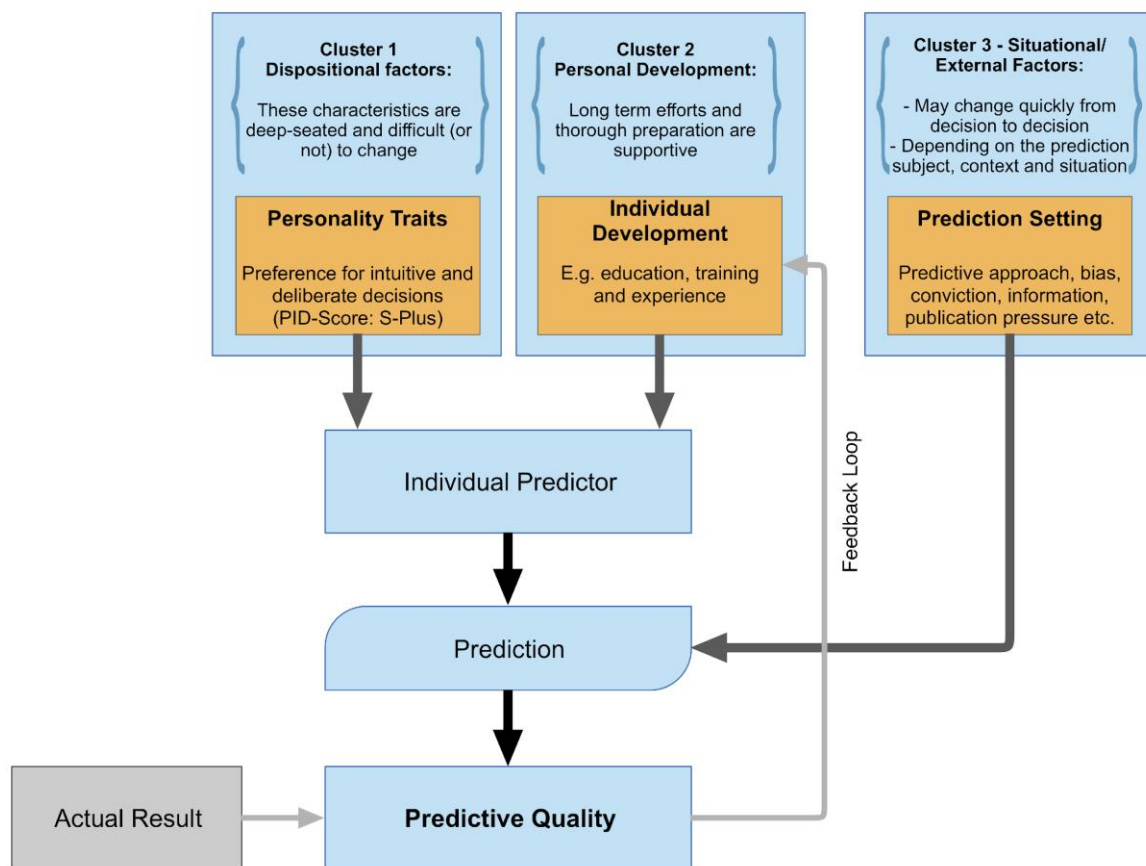 Cluster 1
Dispositional factors:
These characteristics are
deep-seated and difficult (or
not) to change
Personality Traits
Preference for intuitive and
deliberate decisions
(PID-Score: S-Plus)
Cluster 2
Personal Development:
Long term efforts and
thorough preparation are
supportive
Individual
Development
E.g. education, training
and experience
Cluster 3 - Situational/
External Factors:
- May change quickly from
decision to decision
- Depending on the prediction
subject, context and situation
Prediction Setting
Predictive approach, bias,
conviction, information,
publication pressure etc.
Individual Predictor
Feedback Loop
Prediction
Actual Result
Predictive Quality